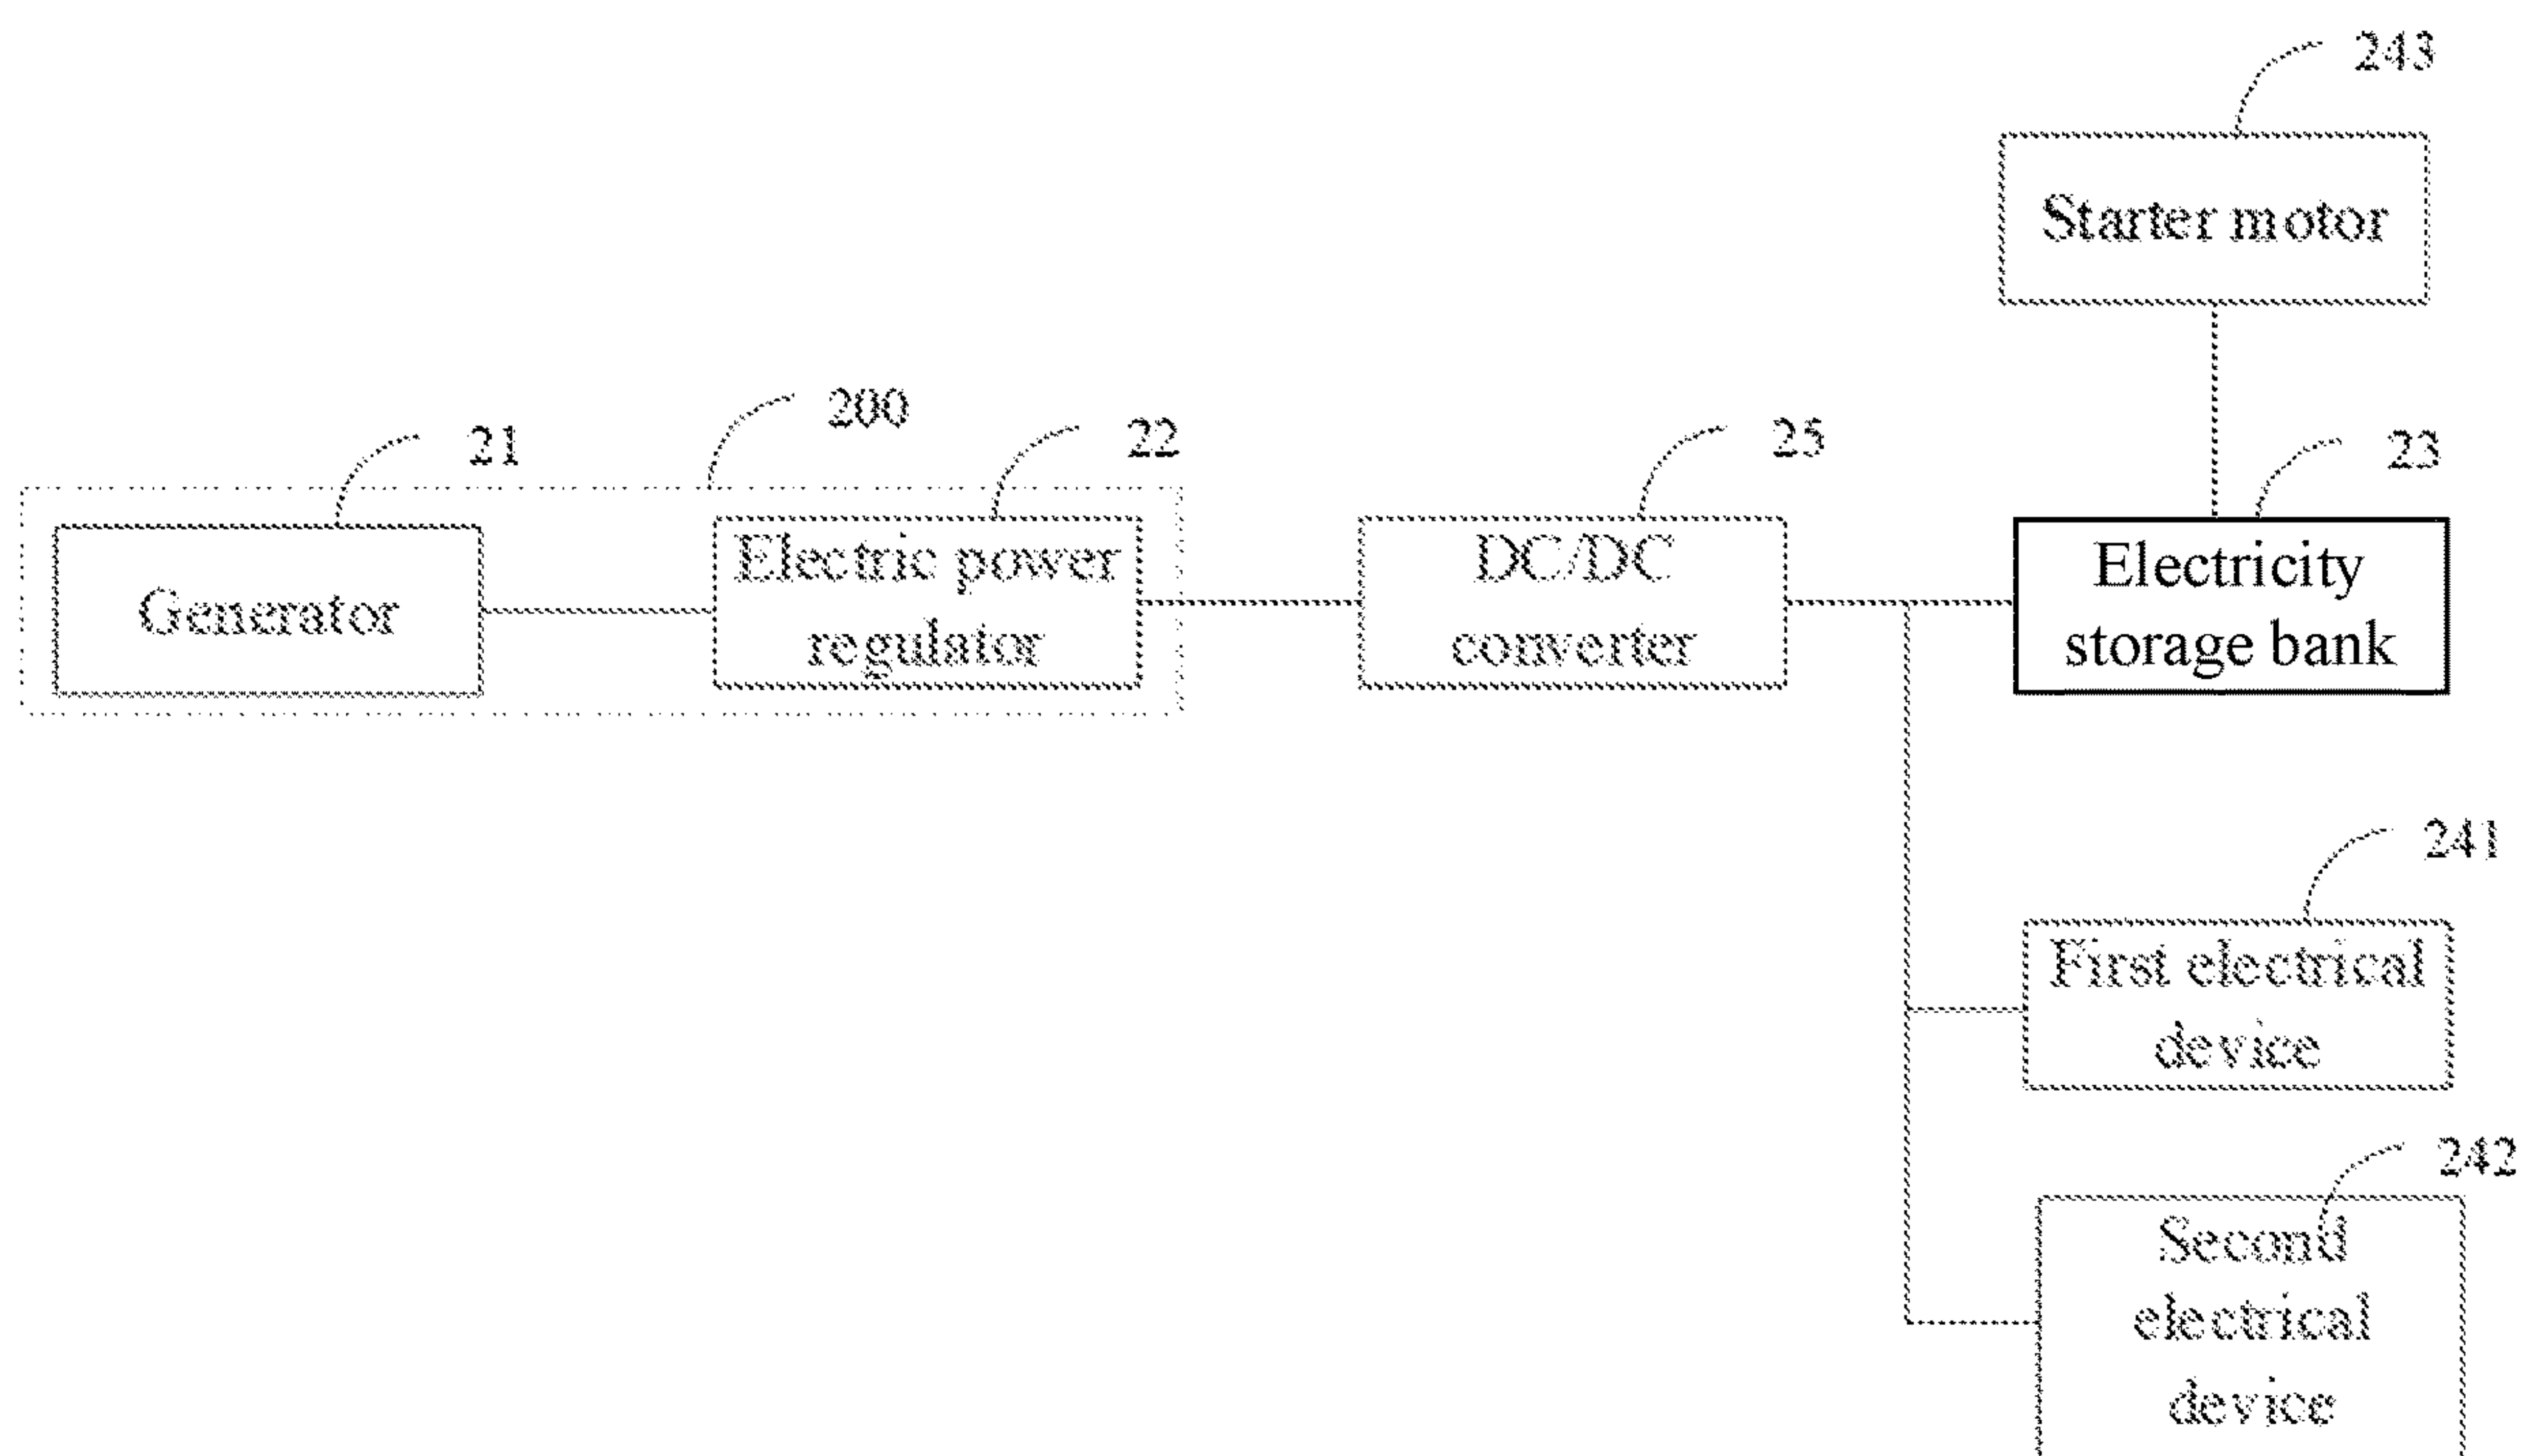 243
Starter motor
200
21
22
25
23
Generator
Electric power
regulator
DC/DC
converter
Electricity
storage bank
241
First electrical
device
242
Second
electrical
device